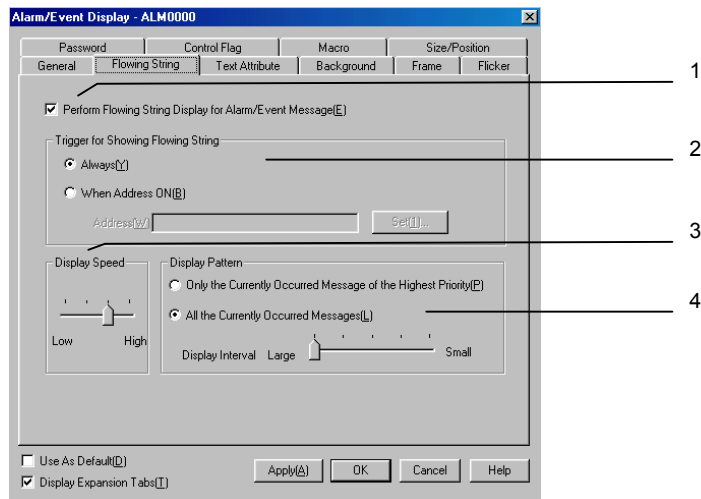 Alarm/Event Display - ALM0000
Password Control Flag Macro Size/Position
General Flowing String Text Attribute Background Frame Flicker
1
Perform Flowing String Display for Alarm/Event Message(E)
Trigger for Showing Flowing String
2
Always(Y)
When Address ON(B)
Address(W) Set(1)...
3
Display Speed
Low High
Display Pattern
Only the Currently Occurred Message of the Highest Priority(P)
All the Currently Occurred Messages(L)
4
Display Interval Large Small
Use As Default(D)
Display Expansion Tabs(T)
Apply(A) OK Cancel Help